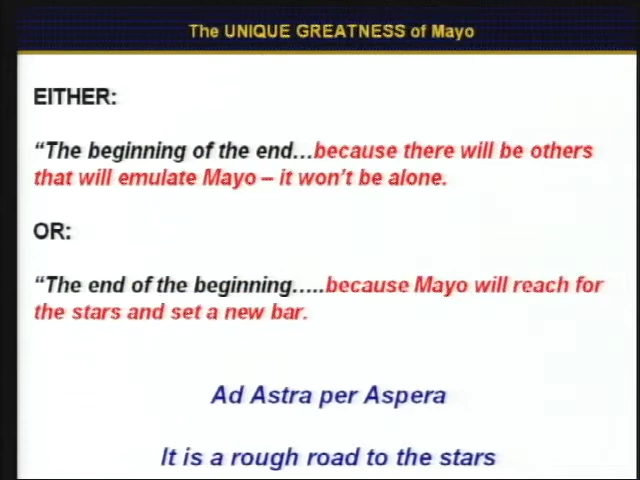 The UNIQUE GREATNESS of Mayo
EITHER:
“The beginning of the end…because there will be others
that will emulate Mayo – it won’t be alone.
OR:
“The end of the beginning…..because Mayo will reach for
the stars and set a new bar.
Ad Astra per Aspera
It is a rough road to the stars